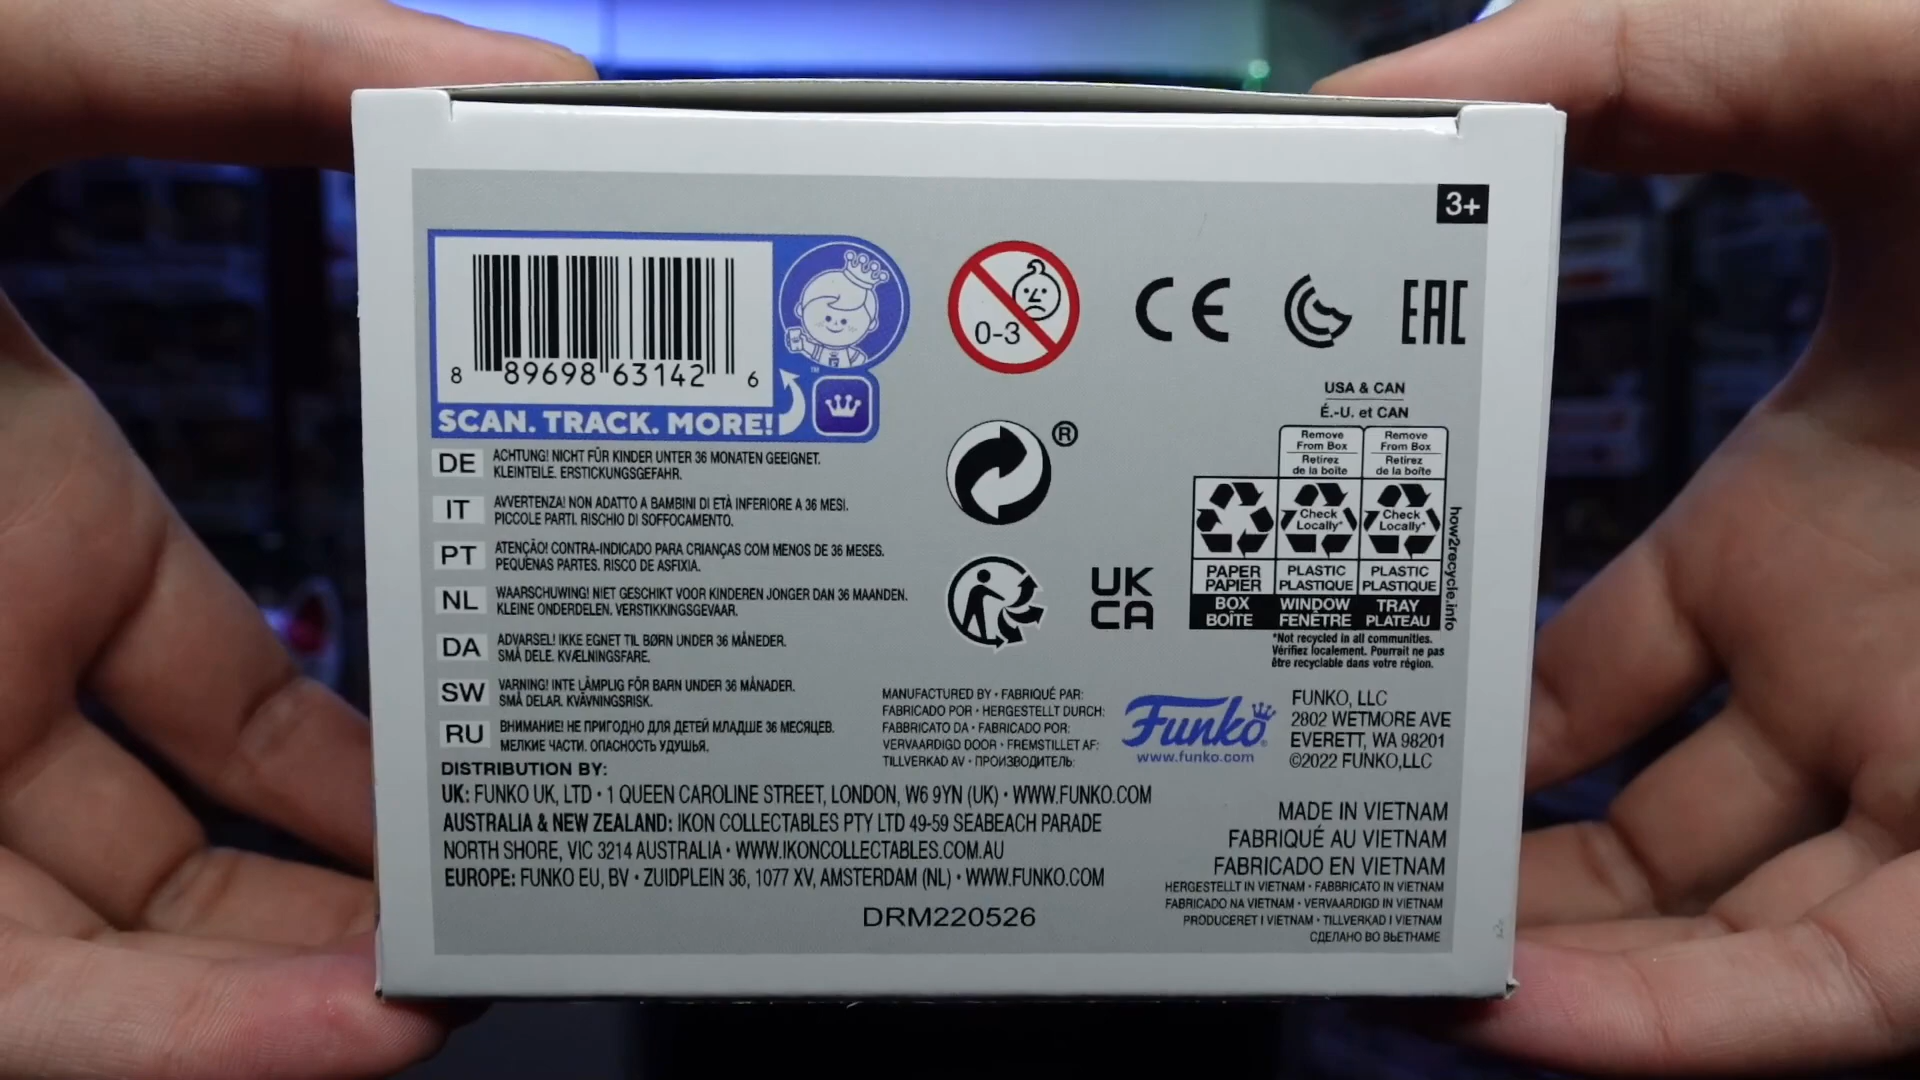 3+
8 89698 63142 6
SCAN. TRACK. MORE!
™
DE ACHTUNG! NICHT FÜR KINDER UNTER 36 MONATEN GEEIGNET.
KLEINTEILE. ERSTICKUNGSGEFAHR.
IT AVVERTENZA! NON ADATTO A BAMBINI DI ETÀ INFERIORE A 36 MESI.
PICCOLE PARTI. RISCHIO DI SOFFOCAMENTO.
PT ATENÇÃO! CONTRA-INDICADO PARA CRIANÇAS COM MENOS DE 36 MESES.
PEQUENAS PARTES. RISCO DE ASFIXIA.
NL WAARSCHUWING! NIET GESCHIKT VOOR KINDEREN JONGER DAN 36 MAANDEN.
KLEINE ONDERDELEN. VERSTIKKINGSGEVAAR.
DA ADVARSEL! IKKE EGNET TIL BØRN UNDER 36 MÅNEDER.
SMÅ DELE. KVÆLNINGSFARE.
SW VARNING! INTE LÄMPLIG FÖR BARN UNDER 36 MÅNADER.
SMÅ DELAR. KVÄVNINGSRISK.
RU ВНИМАНИЕ! НЕ ПРИГОДНО ДЛЯ ДЕТЕЙ МЛАДШЕ 36 МЕСЯЦЕВ.
МЕЛКИЕ ЧАСТИ. ОПАСНОСТЬ УДУШЬЯ.
0-3
CE
EAC
®
UK
CA
USA & CAN
É.-U. et CAN
Remove From Box Retirez de la boîte
Remove From Box Retirez de la boîte
Check Locally*
Check Locally*
PAPER PAPIER
PLASTIC PLASTIQUE
PLASTIC PLASTIQUE
BOX BOÎTE
WINDOW FENÊTRE
TRAY PLATEAU
how2recycle.info
*Not recycled in all communities.
Vérifiez localement. Pourrait ne pas
être recyclable dans votre région.
MANUFACTURED BY • FABRIQUÉ PAR:
FABRICADO POR • HERGESTELLT DURCH:
FABBRICATO DA • FABRICADO POR:
VERVAARDIGD DOOR • FREMSTILLET AF:
TILLVERKAD AV • ПРОИЗВОДИТЕЛЬ:
Funko®
www.funko.com
FUNKO, LLC
2802 WETMORE AVE
EVERETT, WA 98201
©2022 FUNKO,LLC
DISTRIBUTION BY:
UK: FUNKO UK, LTD • 1 QUEEN CAROLINE STREET, LONDON, W6 9YN (UK) • WWW.FUNKO.COM
AUSTRALIA & NEW ZEALAND: IKON COLLECTABLES PTY LTD 49-59 SEABEACH PARADE
NORTH SHORE, VIC 3214 AUSTRALIA • WWW.IKONCOLLECTABLES.COM.AU
EUROPE: FUNKO EU, BV • ZUIDPLEIN 36, 1077 XV, AMSTERDAM (NL) • WWW.FUNKO.COM
DRM220526
MADE IN VIETNAM
FABRIQUÉ AU VIETNAM
FABRICADO EN VIETNAM
HERGESTELLT IN VIETNAM • FABBRICATO IN VIETNAM
FABRICADO NA VIETNAM • VERVAARDIGD IN VIETNAM
PRODUCERET I VIETNAM • TILLVERKAD I VIETNAM
СДЕЛАНО ВО ВЬЕТНАМЕ